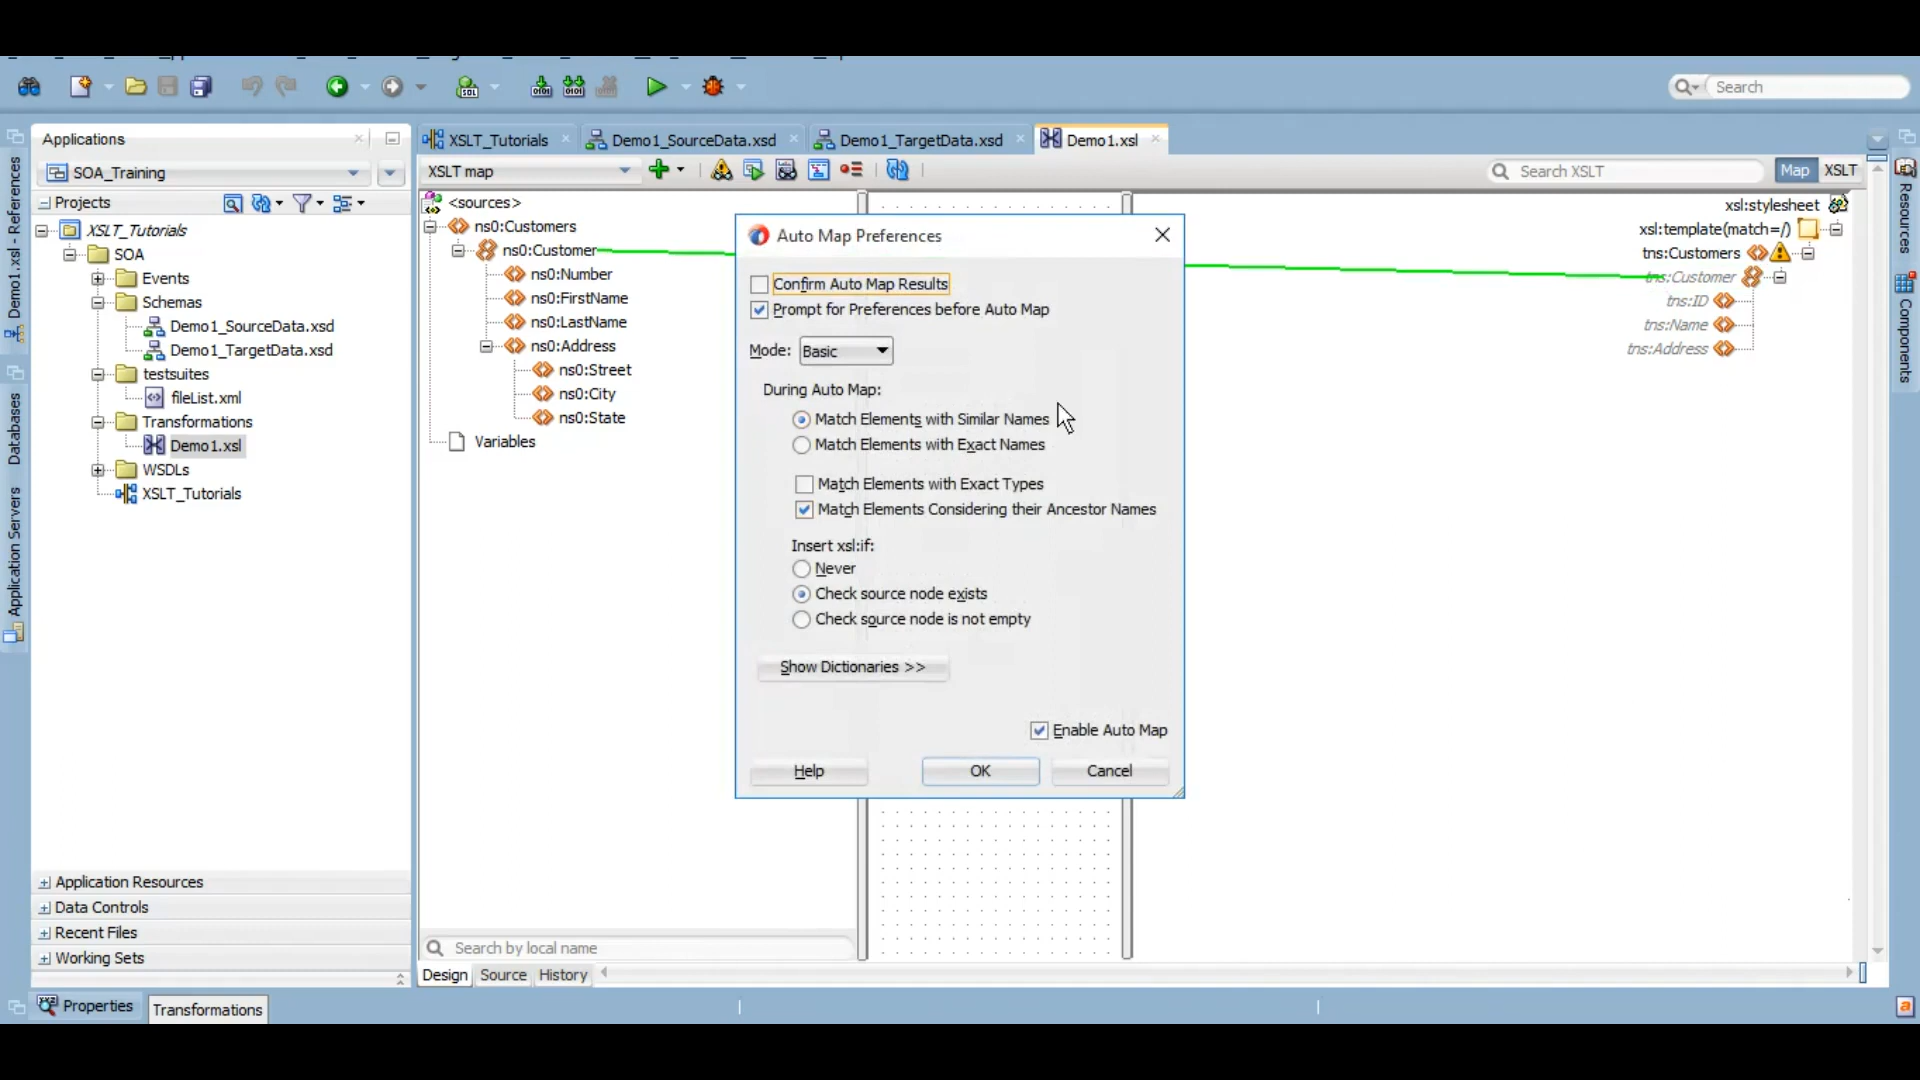 Search
Applications
SOA_Training
Projects
XSLT_Tutorials
SOA
Events
Schemas
Demo1_SourceData.xsd
Demo1_TargetData.xsd
testsuites
fileList.xml
Transformations
Demo1.xsl
WSDLs
XSLT_Tutorials
Application Resources
Data Controls
Recent Files
Working Sets
Demo1.xsl - References
Databases
Application Servers
XSLT_Tutorials
Demo1_SourceData.xsd
Demo1_TargetData.xsd
Demo1.xsl
XSLT map
Search XSLT
Map
XSLT
<sources>
ns0:Customers
ns0:Customer
ns0:Number
ns0:FirstName
ns0:LastName
ns0:Address
ns0:Street
ns0:City
ns0:State
Variables
Search by local name
Design
Source
History
Auto Map Preferences
Confirm Auto Map Results
Prompt for Preferences before Auto Map
Mode: Basic
During Auto Map:
Match Elements with Similar Names
Match Elements with Exact Names
Match Elements with Exact Types
Match Elements Considering their Ancestor Names
Insert xsl:if:
Never
Check source node exists
Check source node is not empty
Show Dictionaries >>
Enable Auto Map
Help
OK
Cancel
xsl:stylesheet
xsl:template(match=/)
tns:Customers
tns:Customer
tns:ID
tns:Name
tns:Address
Resources
Components
Properties
Transformations